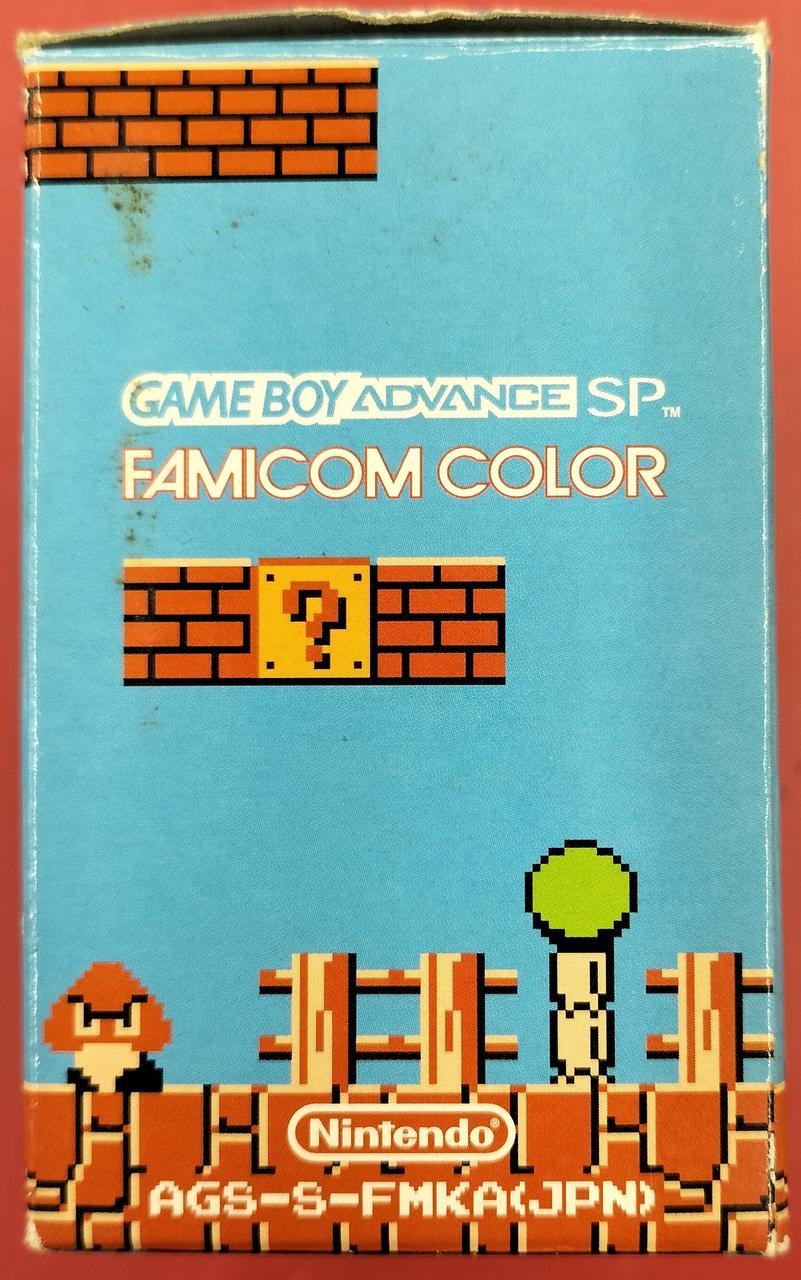 GAME BOY ADVANCE SP™
FAMICOM COLOR
?
Nintendo®
AGS-S-FMKA(JPN)